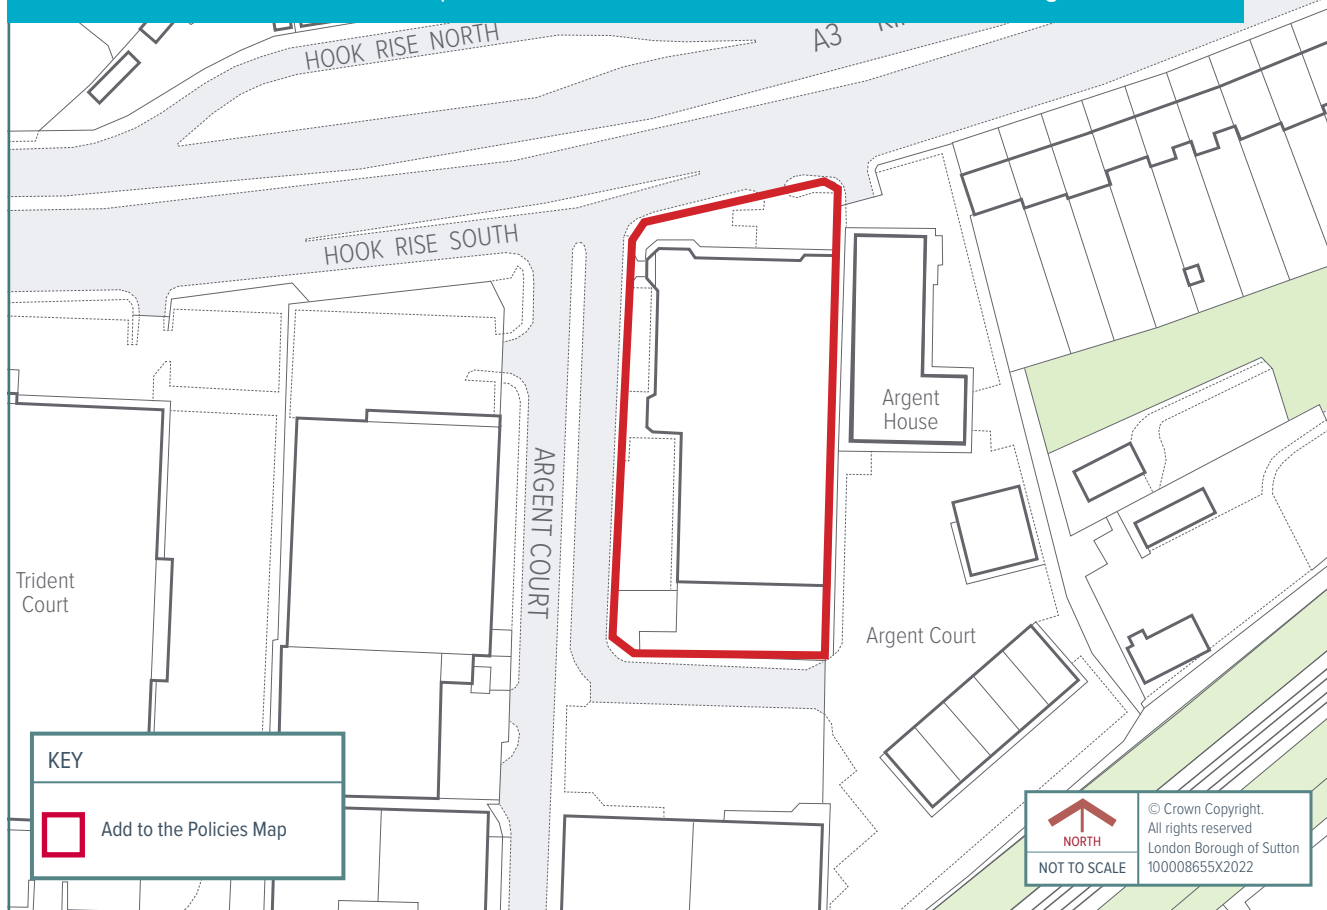 HOOK RISE NORTH
A3
HOOK RISE SOUTH
Argent
House
ARGENT COURT
Trident
Court
Argent Court
KEY
Add to the Policies Map
NORTH
NOT TO SCALE
© Crown Copyright.
All rights reserved
London Borough of Sutton
100008655X2022